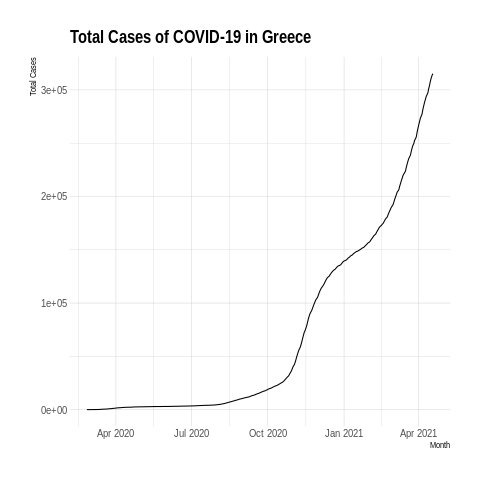 Total Cases of COVID-19 in Greece
Total Cases
3e+05
2e+05
1e+05
0e+00
Apr 2020 Jul 2020 Oct 2020 Jan 2021 Apr 2021
Month